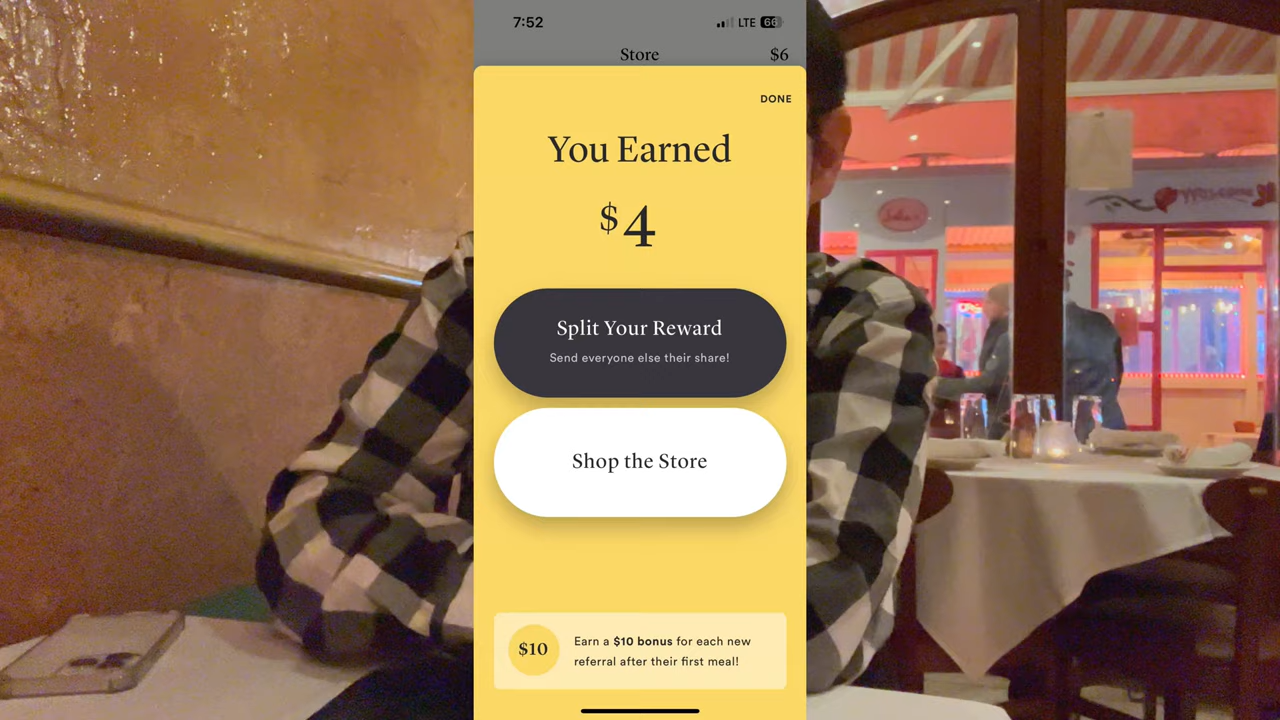 7:52
LTE 66
Store
$6
DONE
You Earned
$4
Split Your Reward
Send everyone else their share!
Shop the Store
$10
Earn a $10 bonus for each new
referral after their first meal!